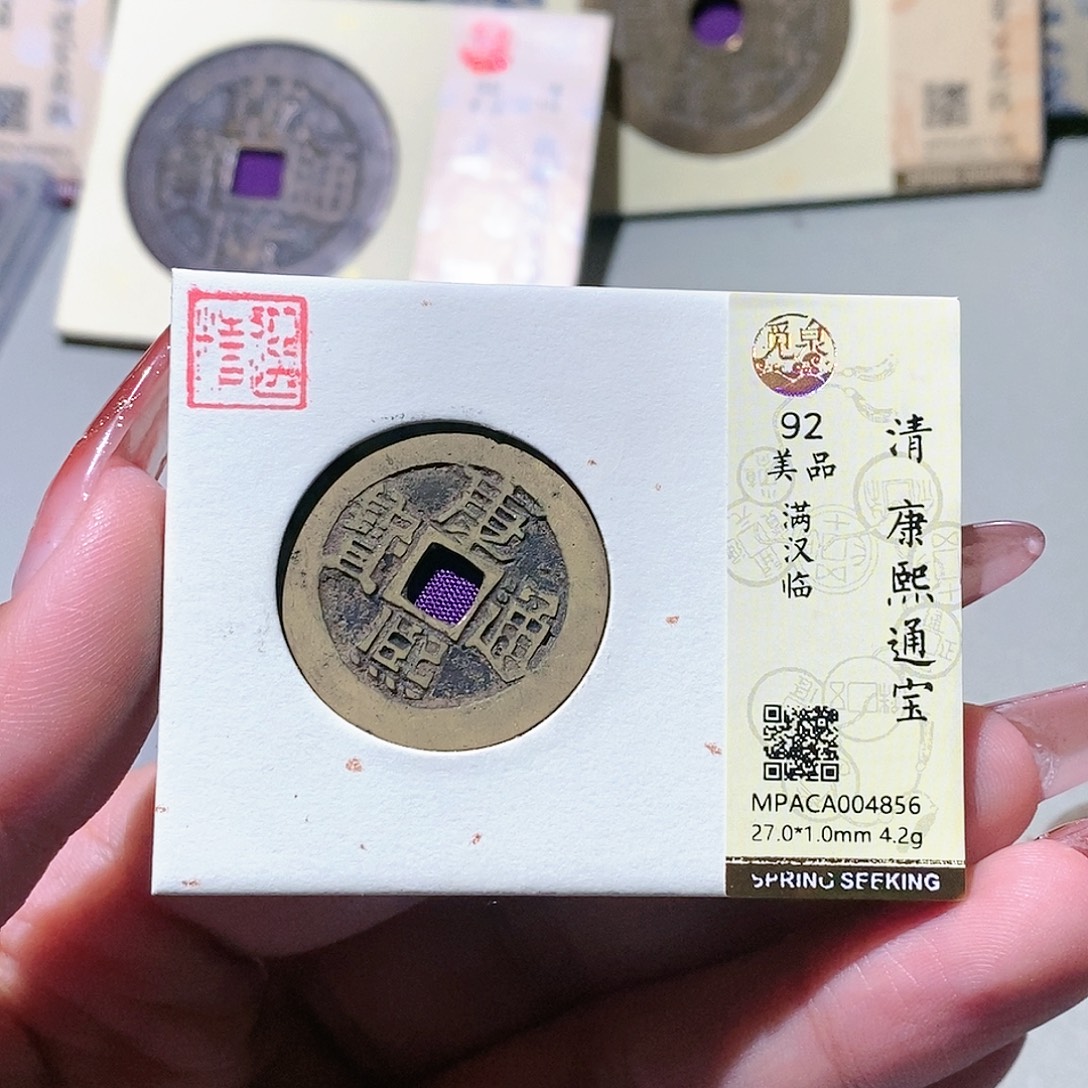 康熙通寶
觅泉
92
美品
满汉临
清 康熙通宝
MPACA004856
27.0*1.0mm 4.2g
SPRING SEEKING